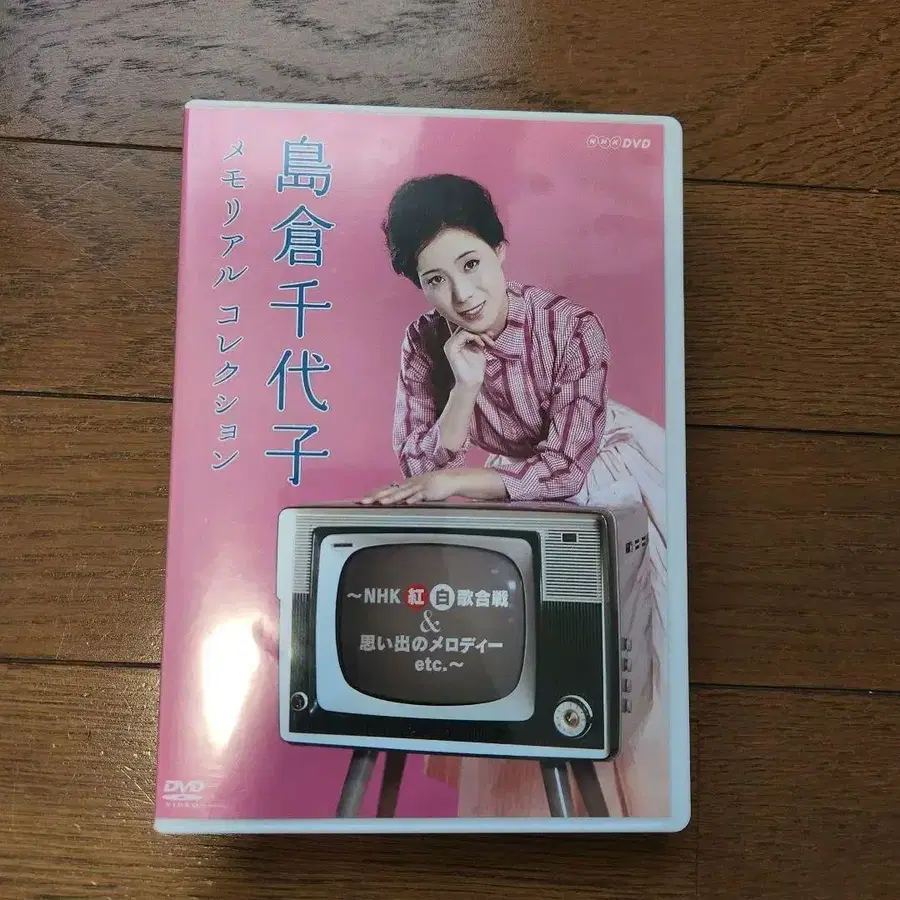 NHK DVD
島倉千代子
メモリアル コレクション
～NHK 紅 白 歌合戦
&
思い出のメロディー
etc.～
DVD
VIDEO